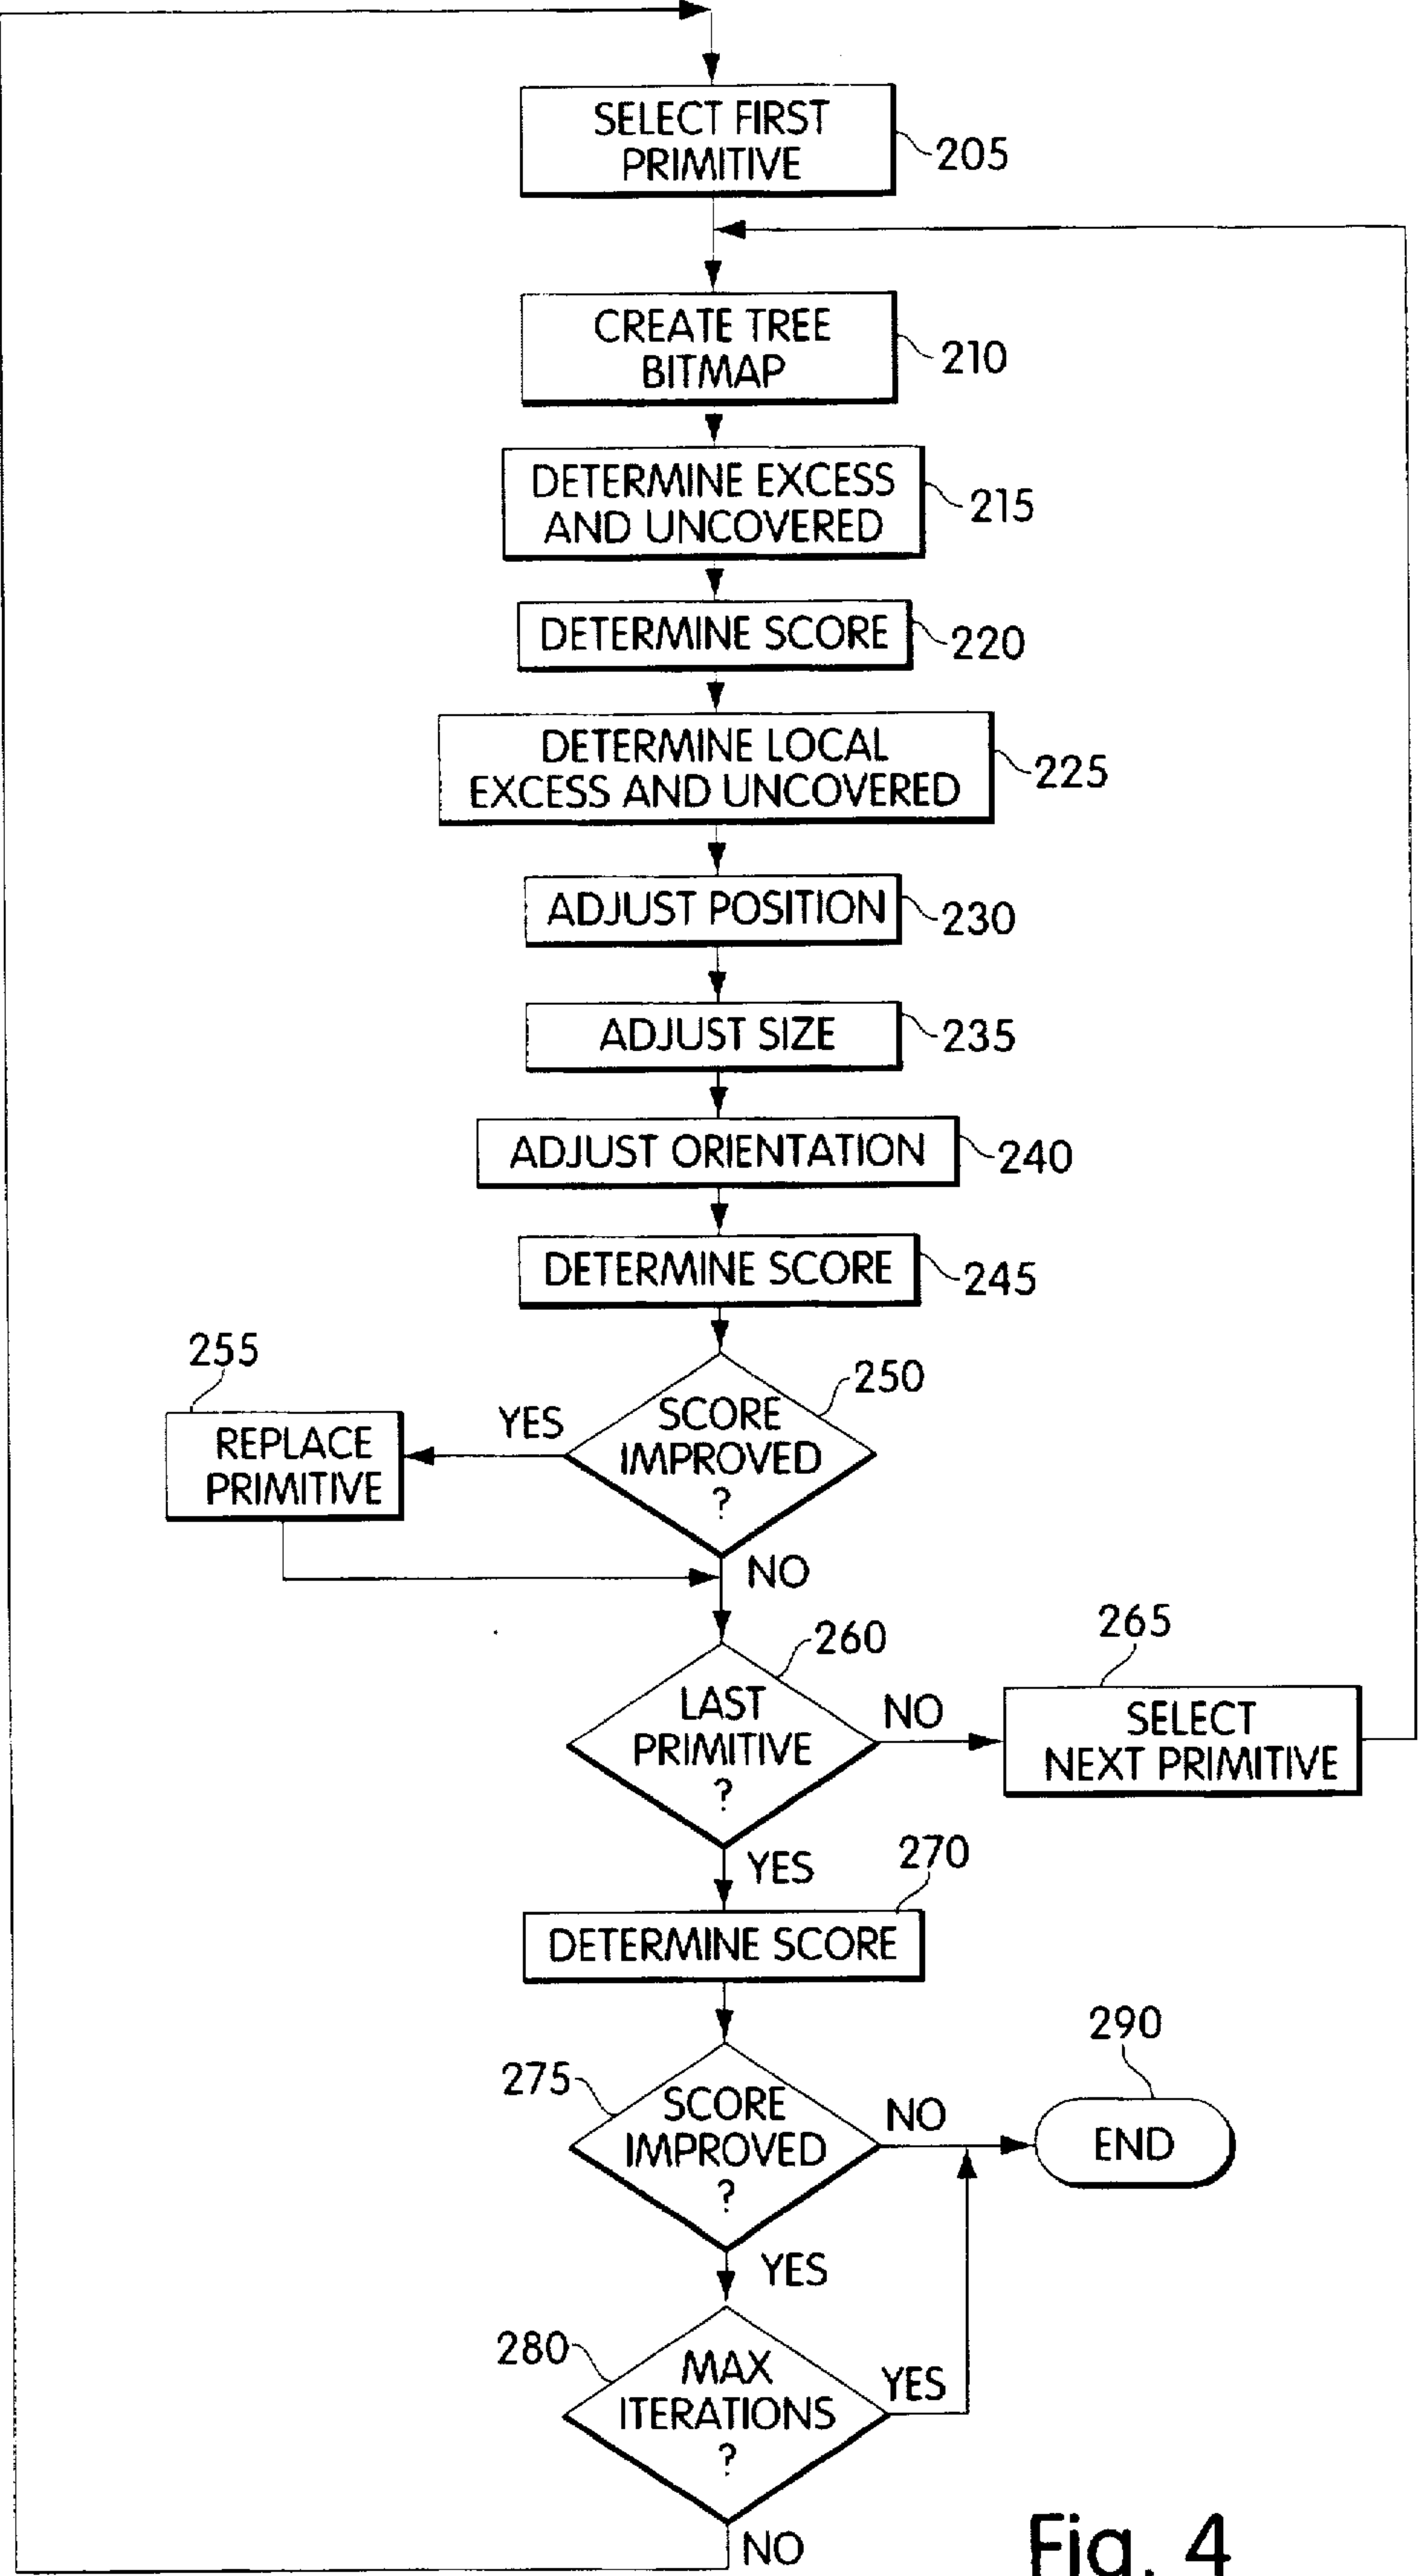 SELECT FIRST
PRIMITIVE
205
CREATE TREE
BITMAP
210
DETERMINE EXCESS
AND UNCOVERED
215
DETERMINE SCORE
220
DETERMINE LOCAL
EXCESS AND UNCOVERED
225
ADJUST POSITION
230
ADJUST SIZE
235
ADJUST ORIENTATION
240
DETERMINE SCORE
245
255
250
REPLACE
PRIMITIVE
YES
SCORE
IMPROVED
?
NO
260
265
LAST
PRIMITIVE
?
NO
SELECT
NEXT PRIMITIVE
YES
270
DETERMINE SCORE
290
275
SCORE
IMPROVED
?
NO
END
YES
280
MAX
ITERATIONS
?
YES
NO
Fig. 4